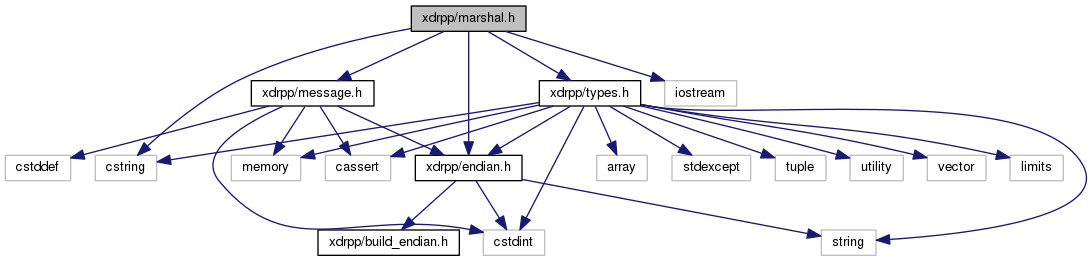 xdrpp/marshal.h
xdrpp/message.h
xdrpp/types.h
iostream
cstddef
cstring
memory
cassert
xdrpp/endian.h
array
stdexcept
tuple
utility
vector
limits
xdrpp/build_endian.h
cstdint
string